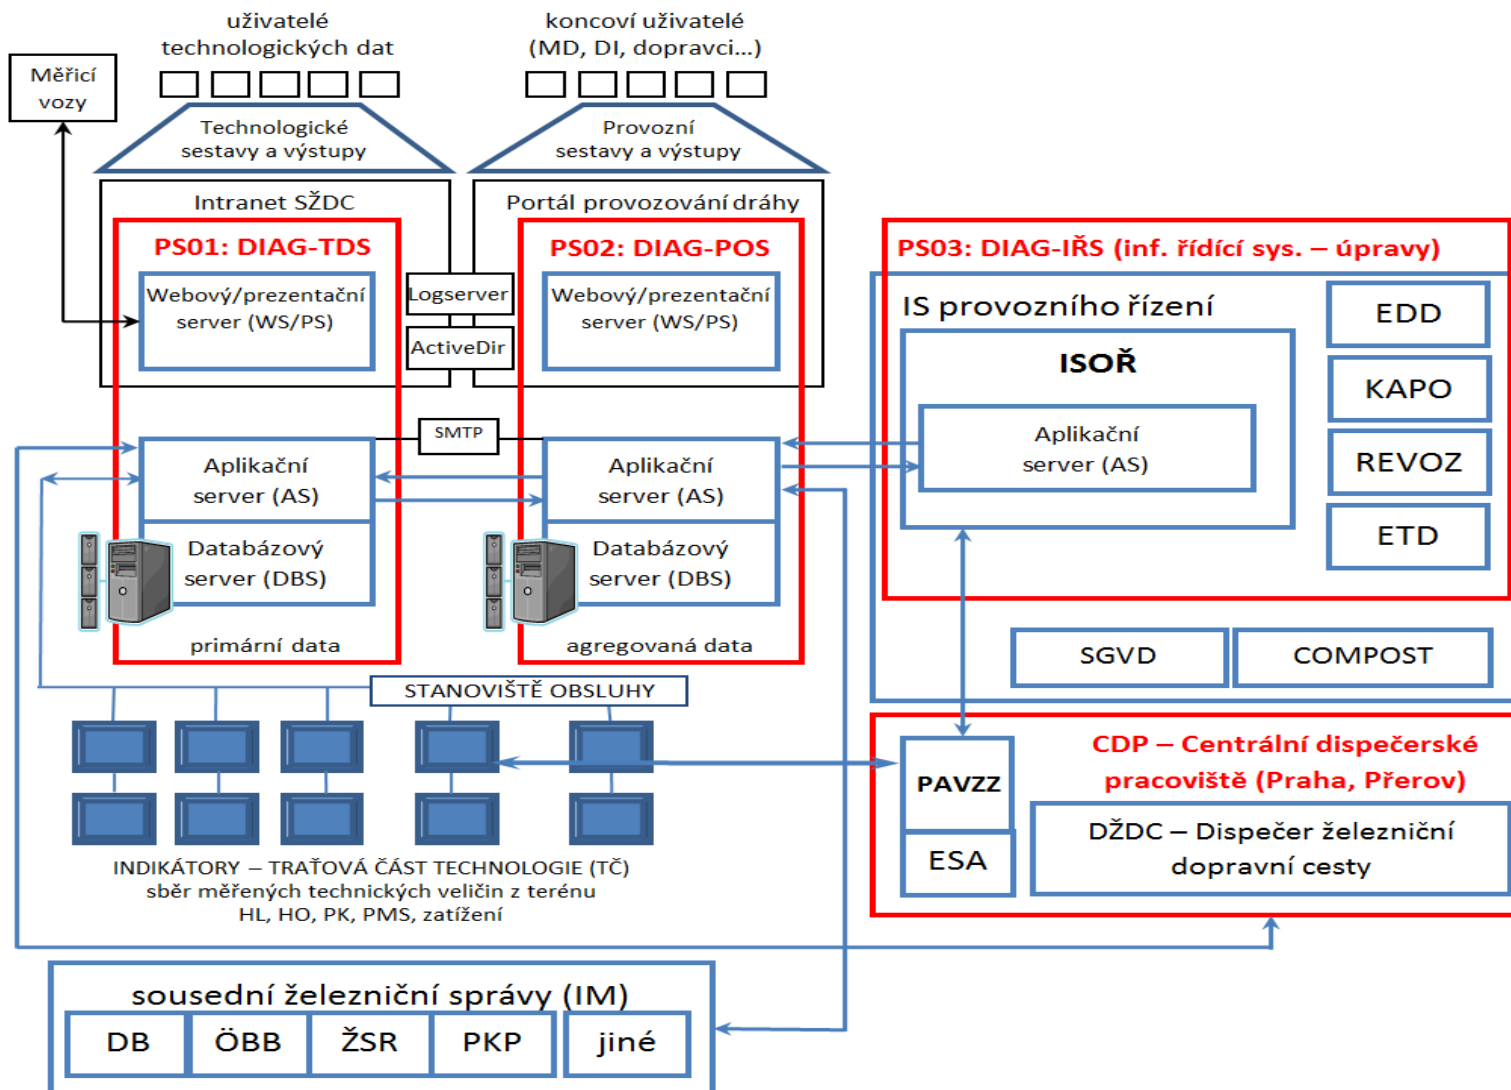 uživatelé
technologických dat
koncoví uživatelé
(MD, DI, dopravci...)
Měřicí
vozy
Technologické
sestavy a výstupy
Provozní
sestavy a výstupy
Intranet SŽDC
Portál provozování dráhy
PS01: DIAG-TDS
PS02: DIAG-POS
PS03: DIAG-IŘS (inf. řídící sys. – úpravy)
Webový/prezentační
server (WS/PS)
Logserver
ActiveDir
Webový/prezentační
server (WS/PS)
IS provozního řízení
ISOŘ
Aplikační
server (AS)
EDD
KAPO
REVOZ
ETD
SMTP
Aplikační
server (AS)
Databázový
server (DBS)
primární data
Aplikační
server (AS)
Databázový
server (DBS)
agregovaná data
SGVD
COMPOST
STANOVIŠTĚ OBSLUHY
INDIKÁTORY – TRAŤOVÁ ČÁST TECHNOLOGIE (TČ)
sběr měřených technických veličin z terénu
HL, HO, PK, PMS, zatížení
PAVZZ
ESA
CDP – Centrální dispečerské
pracoviště (Praha, Přerov)
DŽDC – Dispečer železniční
dopravní cesty
sousední železniční správy (IM)
DB
ÖBB
ŽSR
PKP
jiné